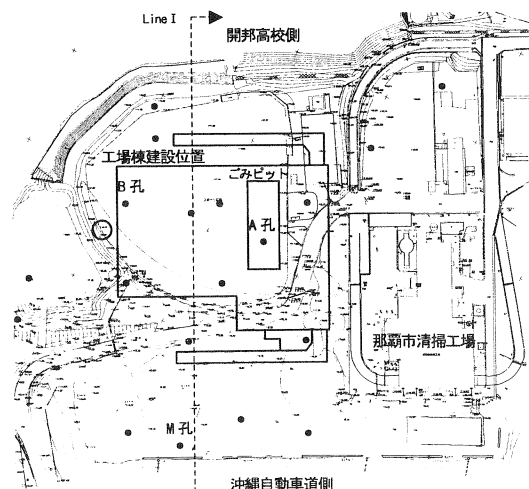 Line I
開邦高校側
工場棟建設位置
ごみピット
B孔
A孔
那覇市清掃工場
M孔
沖縄自動車道側